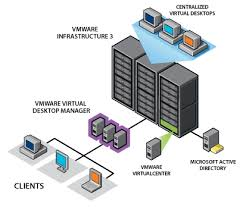 CENTRALIZED
VIRTUAL DESKTOPS
VMWARE
INFRASTRUCTURE 3
VMWARE VIRTUAL
DESKTOP MANAGER
VMWARE
VIRTUALCENTER
MICROSOFT ACTIVE
DIRECTORY
CLIENTS